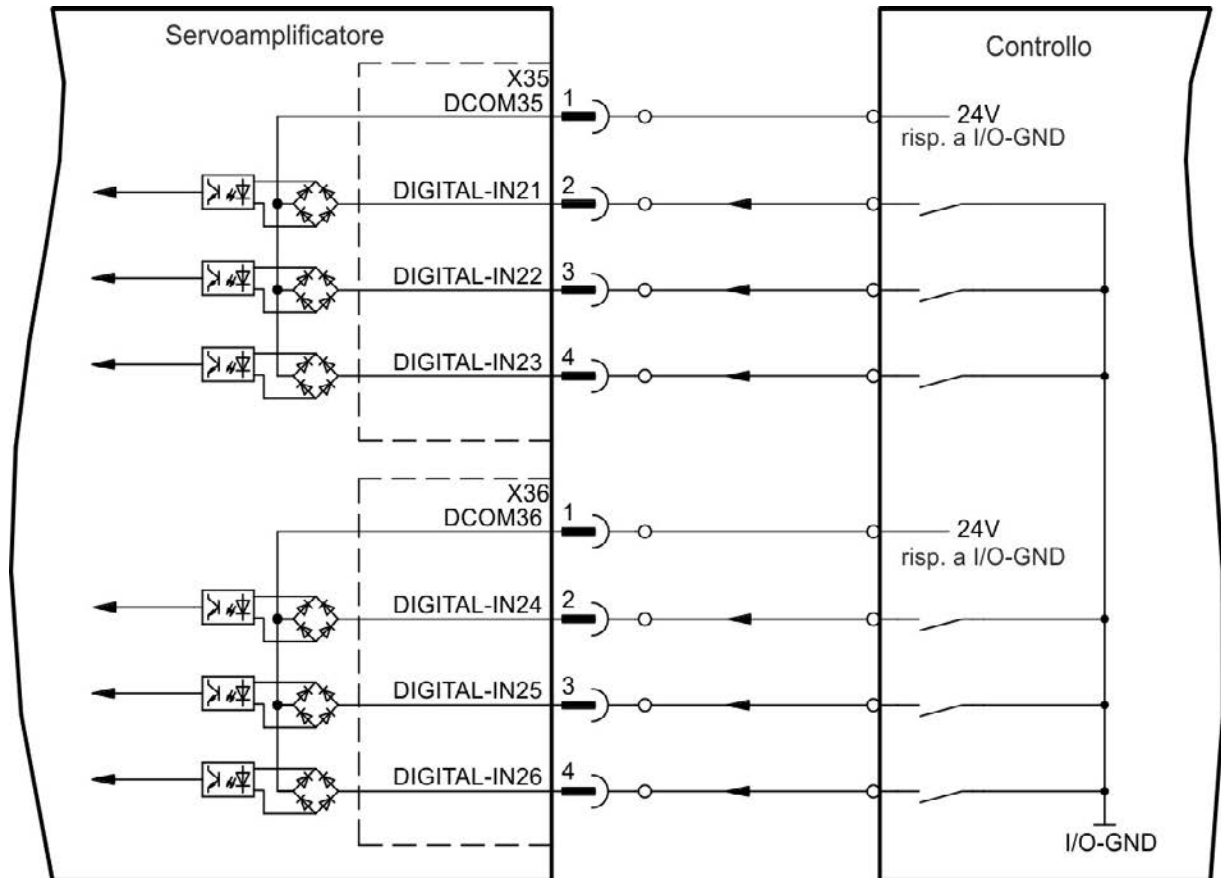 Servoamplificatore
Controllo
X35
DCOM35
1
24V
risp. a I/O-GND
DIGITAL-IN21
2
DIGITAL-IN22
3
DIGITAL-IN23
4
X36
DCOM36
1
24V
risp. a I/O-GND
DIGITAL-IN24
2
DIGITAL-IN25
3
DIGITAL-IN26
4
I/O-GND